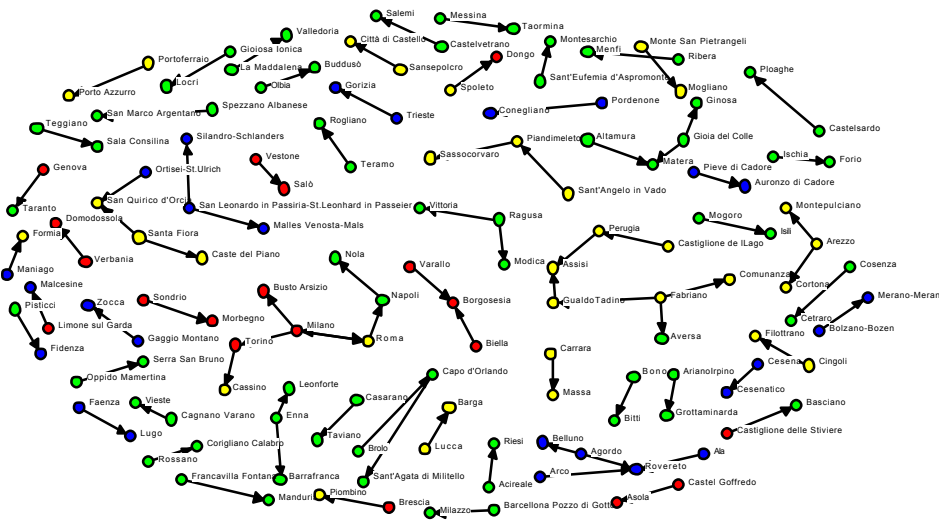 Salemi
Messina
Taormina
Valledoria
Città di Castello
Castelvetrano
Montesarchio
Monte San Pietrangeli
Gioiosa Ionica
Menfi
Ribera
Dongo
Portoferraio
La Maddalena
Buddusò
Sansepolcro
Ploaghe
Sant'Eufemia d'Aspromonte
Locri
Olbia
Gorizia
Spoleto
Mogliano
Porto Azzurro
Pordenone
Ginosa
Spezzano Albanese
San Marco Argentano
Conegliano
Trieste
Rogliano
Teggiano
Castelsardo
Silandro-Schlanders
Piandimeleto
Altamura
Gioia del Colle
Sala Consilina
Vestone
Sassocorvaro
Ischia
Forio
Genova
Ortisei-St.Ulrich
Teramo
Matera
Pieve di Cadore
Salò
Auronzo di Cadore
Sant'Angelo in Vado
San Quirico d'Orcia
San Leonardo in Passiria-St.Leonhard in Passeier
Vittoria
Montepulciano
Taranto
Domodossola
Ragusa
Mogoro
Malles Venosta-Mals
Perugia
Isili
Formia
Santa Fiora
Castiglione del Lago
Arezzo
Caste del Piano
Nola
Verbania
Varallo
Modica
Assisi
Cosenza
Maniago
Comunanza
Malcesine
Busto Arsizio
Cortona
Sondrio
Napoli
Borgosesia
GualdoTadino
Fabriano
Merano-Meran
Zocca
Pisticci
Morbegno
Cetraro
Limone sul Garda
Milano
Bolzano-Bozen
Gaggio Montano
Torino
Roma
Biella
Aversa
Filottrano
Fidenza
Carrara
Serra San Bruno
Cesena
Cingoli
Capo d'Orlando
Bono
ArianoIrpino
Oppido Mamertina
Cassino
Leonforte
Massa
Cesenatico
Faenza
Vieste
Casarano
Barga
Basciano
Cagnano Varano
Enna
Bitti
Grottaminarda
Lugo
Castiglione delle Stiviere
Taviano
Corigliano Calabro
Riesi
Belluno
Rossano
Brolo
Lucca
Agordo
Ala
Arco
Rovereto
Francavilla Fontana
Barrafranca
Sant'Agata di Militello
Acireale
Castel Goffredo
Manduria
Piombino
Brescia
Milazzo
Barcellona Pozzo di Gotto
Asola